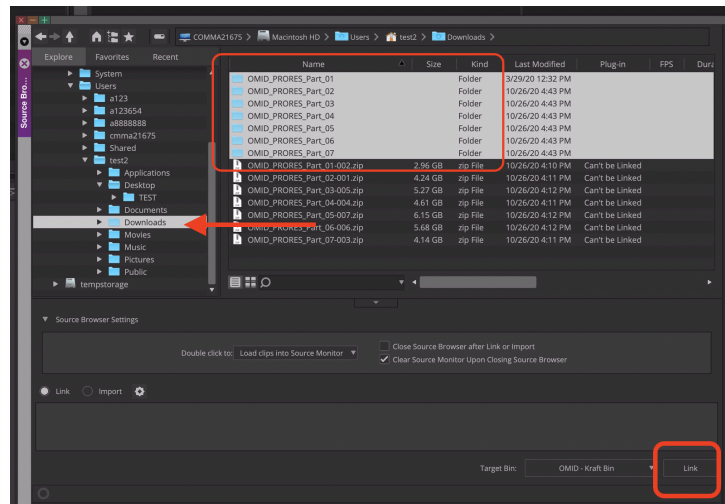 COMMA21675 > Macintosh HD > Users > test2 > Downloads >
Explore Favorites Recent
Source Bro...
System
Users
a123
a123654
a8888888
cmma21675
Shared
test2
Applications
Desktop
TEST
Documents
Downloads
Movies
Music
Pictures
Public
tempstorage
Name Size Kind Last Modified Plug-in FPS Dura
OMID_PRORES_Part_01 Folder 3/29/20 12:32 PM
OMID_PRORES_Part_02 Folder 10/26/20 4:43 PM
OMID_PRORES_Part_03 Folder 10/26/20 4:43 PM
OMID_PRORES_Part_04 Folder 10/26/20 4:43 PM
OMID_PRORES_Part_05 Folder 10/26/20 4:43 PM
OMID_PRORES_Part_06 Folder 10/26/20 4:43 PM
OMID_PRORES_Part_07 Folder 10/26/20 4:43 PM
OMID_PRORES_Part_01-002.zip 2.96 GB zip File 10/26/20 4:10 PM Can't be Linked
OMID_PRORES_Part_02-001.zip 4.24 GB zip File 10/26/20 4:11 PM Can't be Linked
OMID_PRORES_Part_03-005.zip 5.27 GB zip File 10/26/20 4:12 PM Can't be Linked
OMID_PRORES_Part_04-004.zip 4.61 GB zip File 10/26/20 4:11 PM Can't be Linked
OMID_PRORES_Part_05-007.zip 6.15 GB zip File 10/26/20 4:12 PM Can't be Linked
OMID_PRORES_Part_06-006.zip 5.68 GB zip File 10/26/20 4:12 PM Can't be Linked
OMID_PRORES_Part_07-003.zip 4.14 GB zip File 10/26/20 4:11 PM Can't be Linked
Source Browser Settings
Double click to: Load clips into Source Monitor
Close Source Browser after Link or Import
Clear Source Monitor Upon Closing Source Browser
Link Import
Target Bin: OMID - Kraft Bin Link